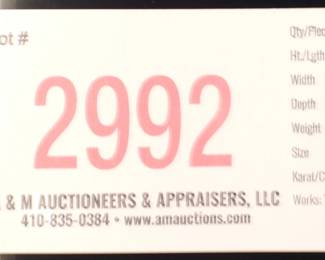 ot #
2992
& M AUCTIONEERS & APPRAISERS, LLC
410-835-0384 • www.amauctions.com
Qty/Piec
Ht./Lgth
Width
Depth
Weight
Size
Karat/C
Works: